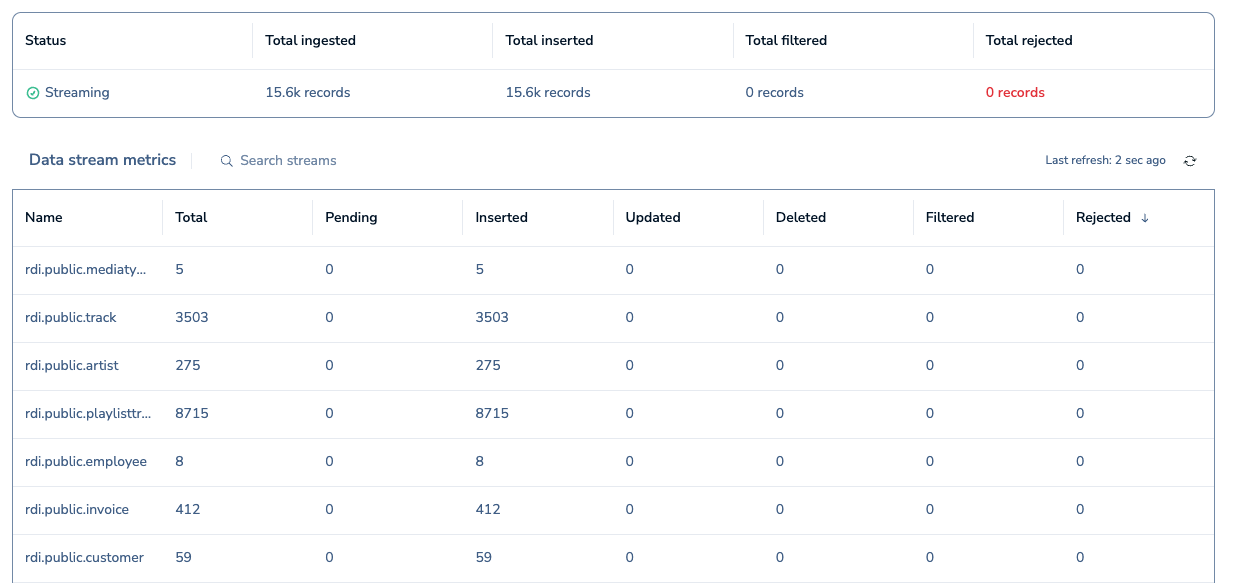 Status Total ingested Total inserted Total filtered Total rejected
Streaming 15.6k records 15.6k records 0 records 0 records
Data stream metrics Search streams Last refresh: 2 sec ago
Name Total Pending Inserted Updated Deleted Filtered Rejected ↓
rdi.public.mediaty... 5 0 5 0 0 0 0
rdi.public.track 3503 0 3503 0 0 0 0
rdi.public.artist 275 0 275 0 0 0 0
rdi.public.playlisttr... 8715 0 8715 0 0 0 0
rdi.public.employee 8 0 8 0 0 0 0
rdi.public.invoice 412 0 412 0 0 0 0
rdi.public.customer 59 0 59 0 0 0 0